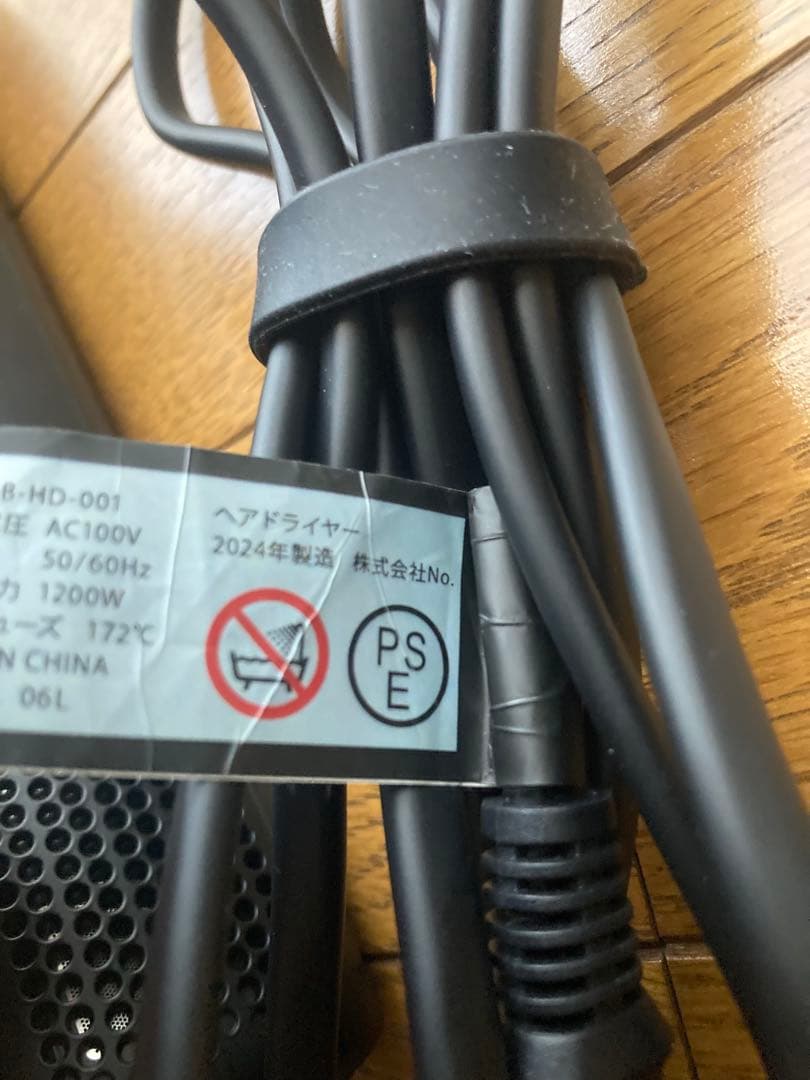 B-HD-001
圧 AC100V
50/60Hz
力 1200W
ューズ 172℃
N CHINA
06L
ヘアドライヤー
2024年製造 株式会社No.
PS
E